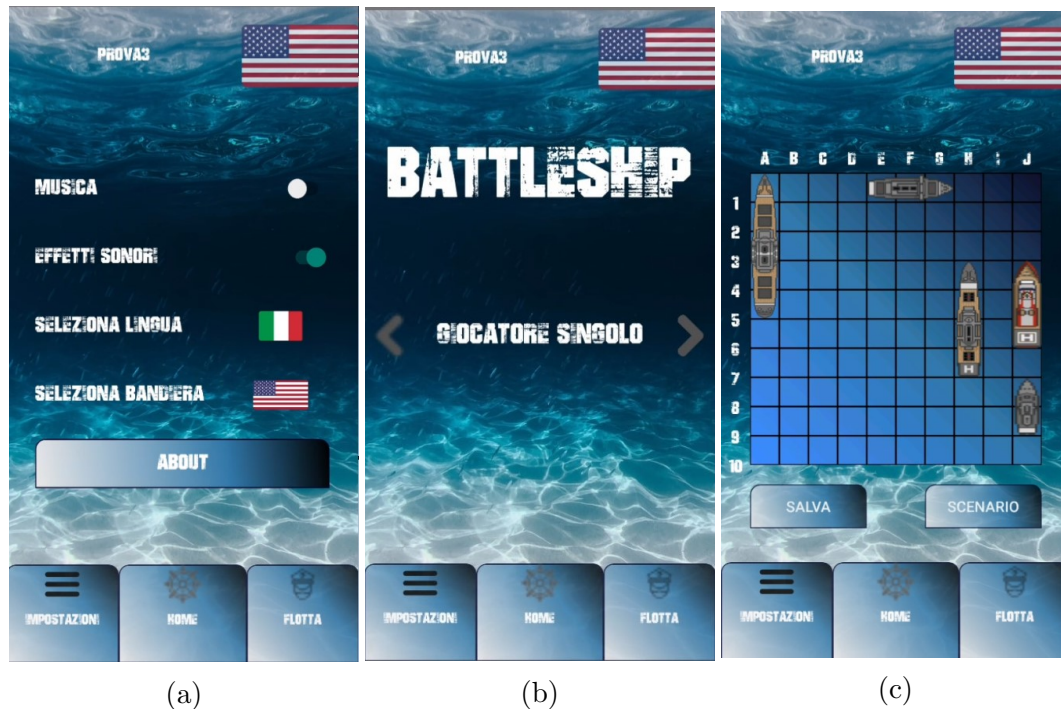 PROVA3
MUSICA
EFFETTI SONORI
SELEZIONA LINGUA
SELEZIONA BANDIERA
ABOUT
IMPOSTAZIONI
HOME
FLOTTA
(a)
PROVA3
BATTLESHIP
GIOCATORE SINGOLO
IMPOSTAZIONI
HOME
FLOTTA
(b)
PROVA3
A B C D E F G H I J
1
2
3
4
5
6
7
8
9
10
H
H
SALVA
SCENARIO
IMPOSTAZIONI
HOME
FLOTTA
(c)